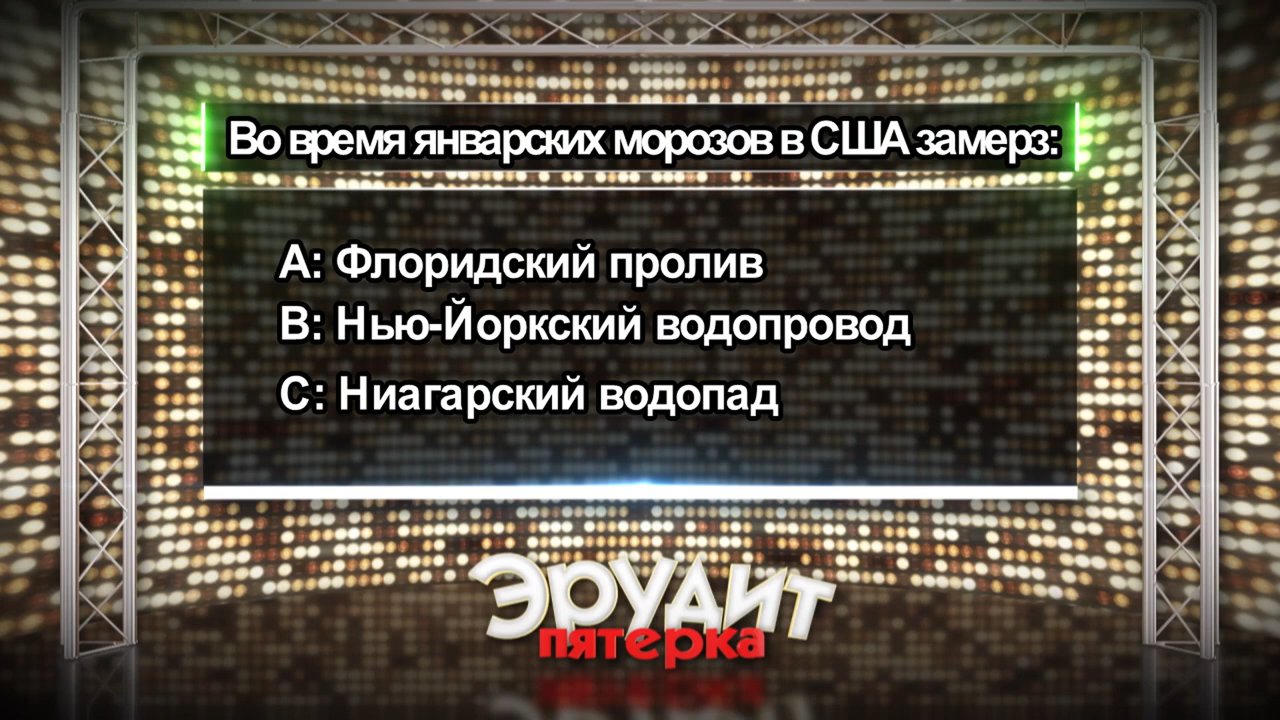 Во время январских морозов в США замерз:
A: Флоридский пролив
B: Нью-Йоркский водопровод
C: Ниагарский водопад
Эрудит
пятерка